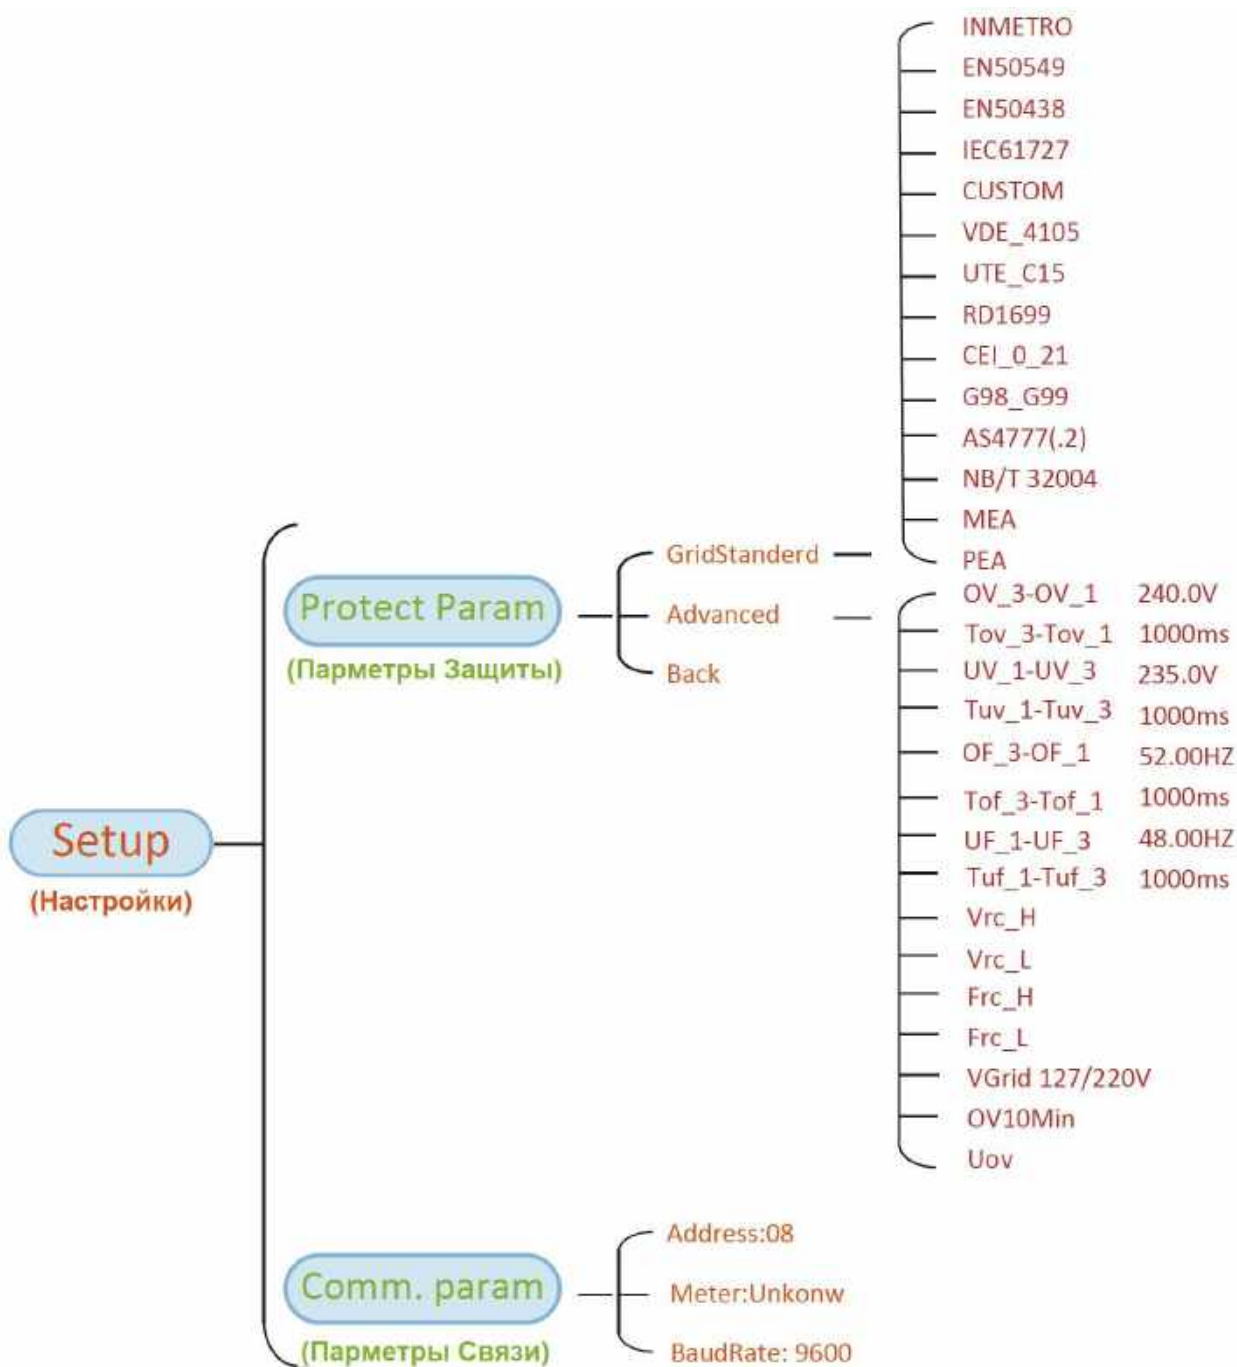 INMETRO
EN50549
EN50438
IEC61727
CUSTOM
VDE_4105
UTE_C15
RD1699
CEI_0_21
G98_G99
AS4777(.2)
NB/T 32004
MEA
PEA
GridStanderd
Protect Param
(Парметры Защиты)
Advanced
Back
OV_3-OV_1 240.0V
Tov_3-Tov_1 1000ms
UV_1-UV_3 235.0V
Tuv_1-Tuv_3 1000ms
OF_3-OF_1 52.00HZ
Tof_3-Tof_1 1000ms
UF_1-UF_3 48.00HZ
Tuf_1-Tuf_3 1000ms
Vrc_H
Vrc_L
Frc_H
Frc_L
VGrid 127/220V
OV10Min
Uov
Setup
(Настройки)
Comm. param
(Парметры Связи)
Address:08
Meter:Unkonw
BaudRate: 9600